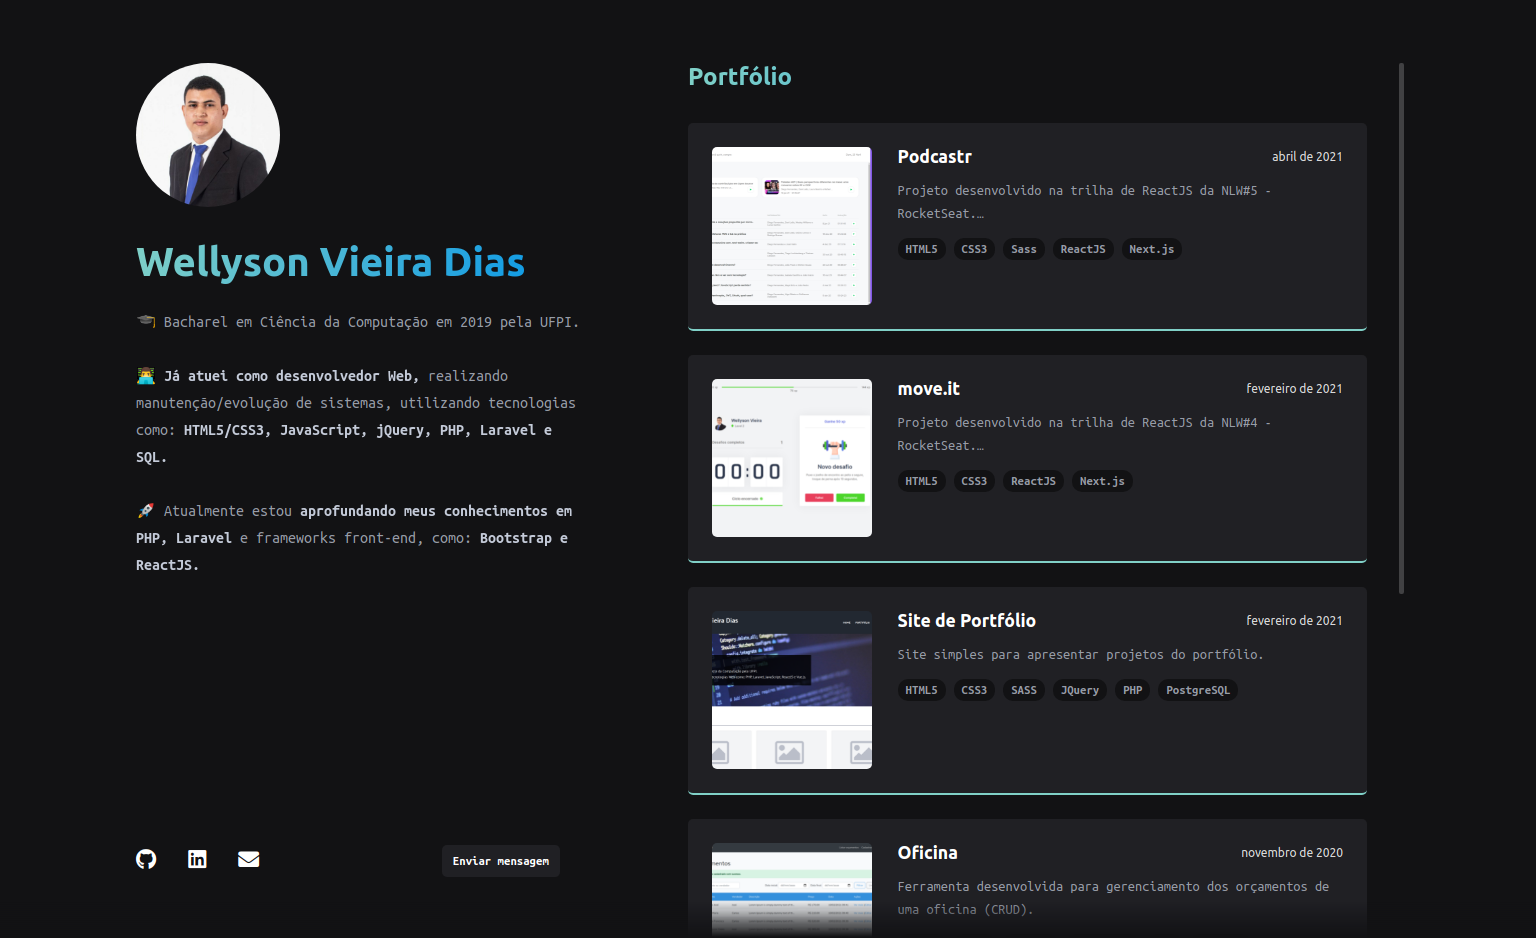 Wellyson Vieira Dias
🎓 Bacharel em Ciência da Computação em 2019 pela UFPI.
👨‍💻 Já atuei como desenvolvedor Web, realizando
manutenção/evolução de sistemas, utilizando tecnologias
como: HTML5/CSS3, JavaScript, jQuery, PHP, Laravel e
SQL.
🚀 Atualmente estou aprofundando meus conhecimentos em
PHP, Laravel e frameworks front-end, como: Bootstrap e
ReactJS.
Enviar mensagem
Portfólio
Podcastr
abril de 2021
Projeto desenvolvido na trilha de ReactJS da NLW#5 -
RocketSeat.…
HTML5 CSS3 Sass ReactJS Next.js
move.it
fevereiro de 2021
Projeto desenvolvido na trilha de ReactJS da NLW#4 -
RocketSeat.…
HTML5 CSS3 ReactJS Next.js
Wellyson Vieira
00:00
Novo desafio
Site de Portfólio
fevereiro de 2021
Site simples para apresentar projetos do portfólio.
HTML5 CSS3 SASS JQuery PHP PostgreSQL
ieira Dias
Oficina
novembro de 2020
Ferramenta desenvolvida para gerenciamento dos orçamentos de
uma oficina (CRUD).
mentos